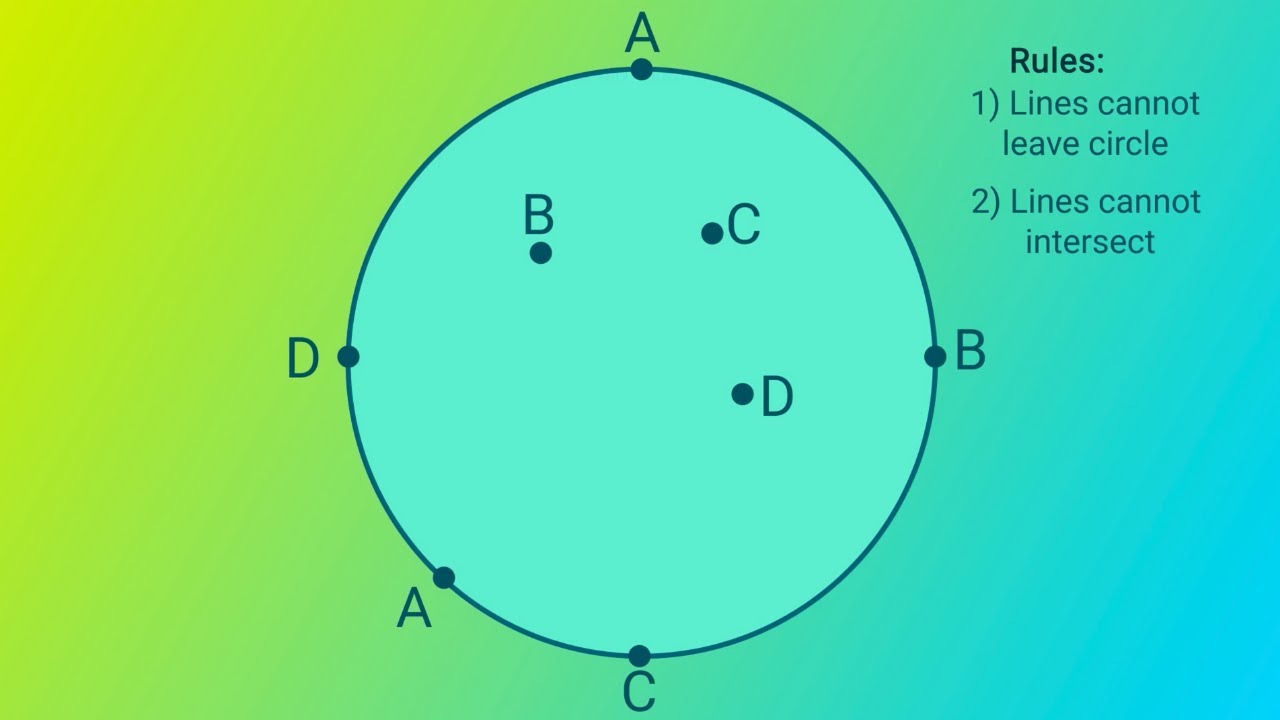 A
Rules:
1) Lines cannot
leave circle
2) Lines cannot
intersect
B
C
D
B
D
A
C